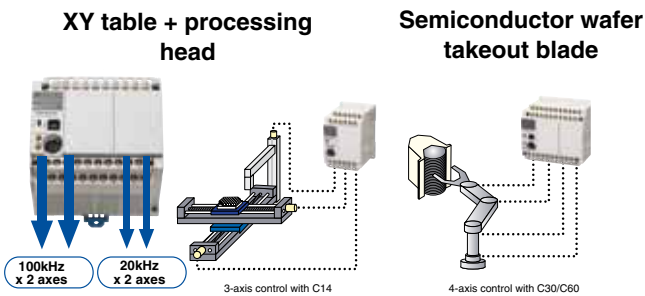 XY table + processing
head
Semiconductor wafer
takeout blade
100kHz
x 2 axes
20kHz
x 2 axes
3-axis control with C14
4-axis control with C30/C60